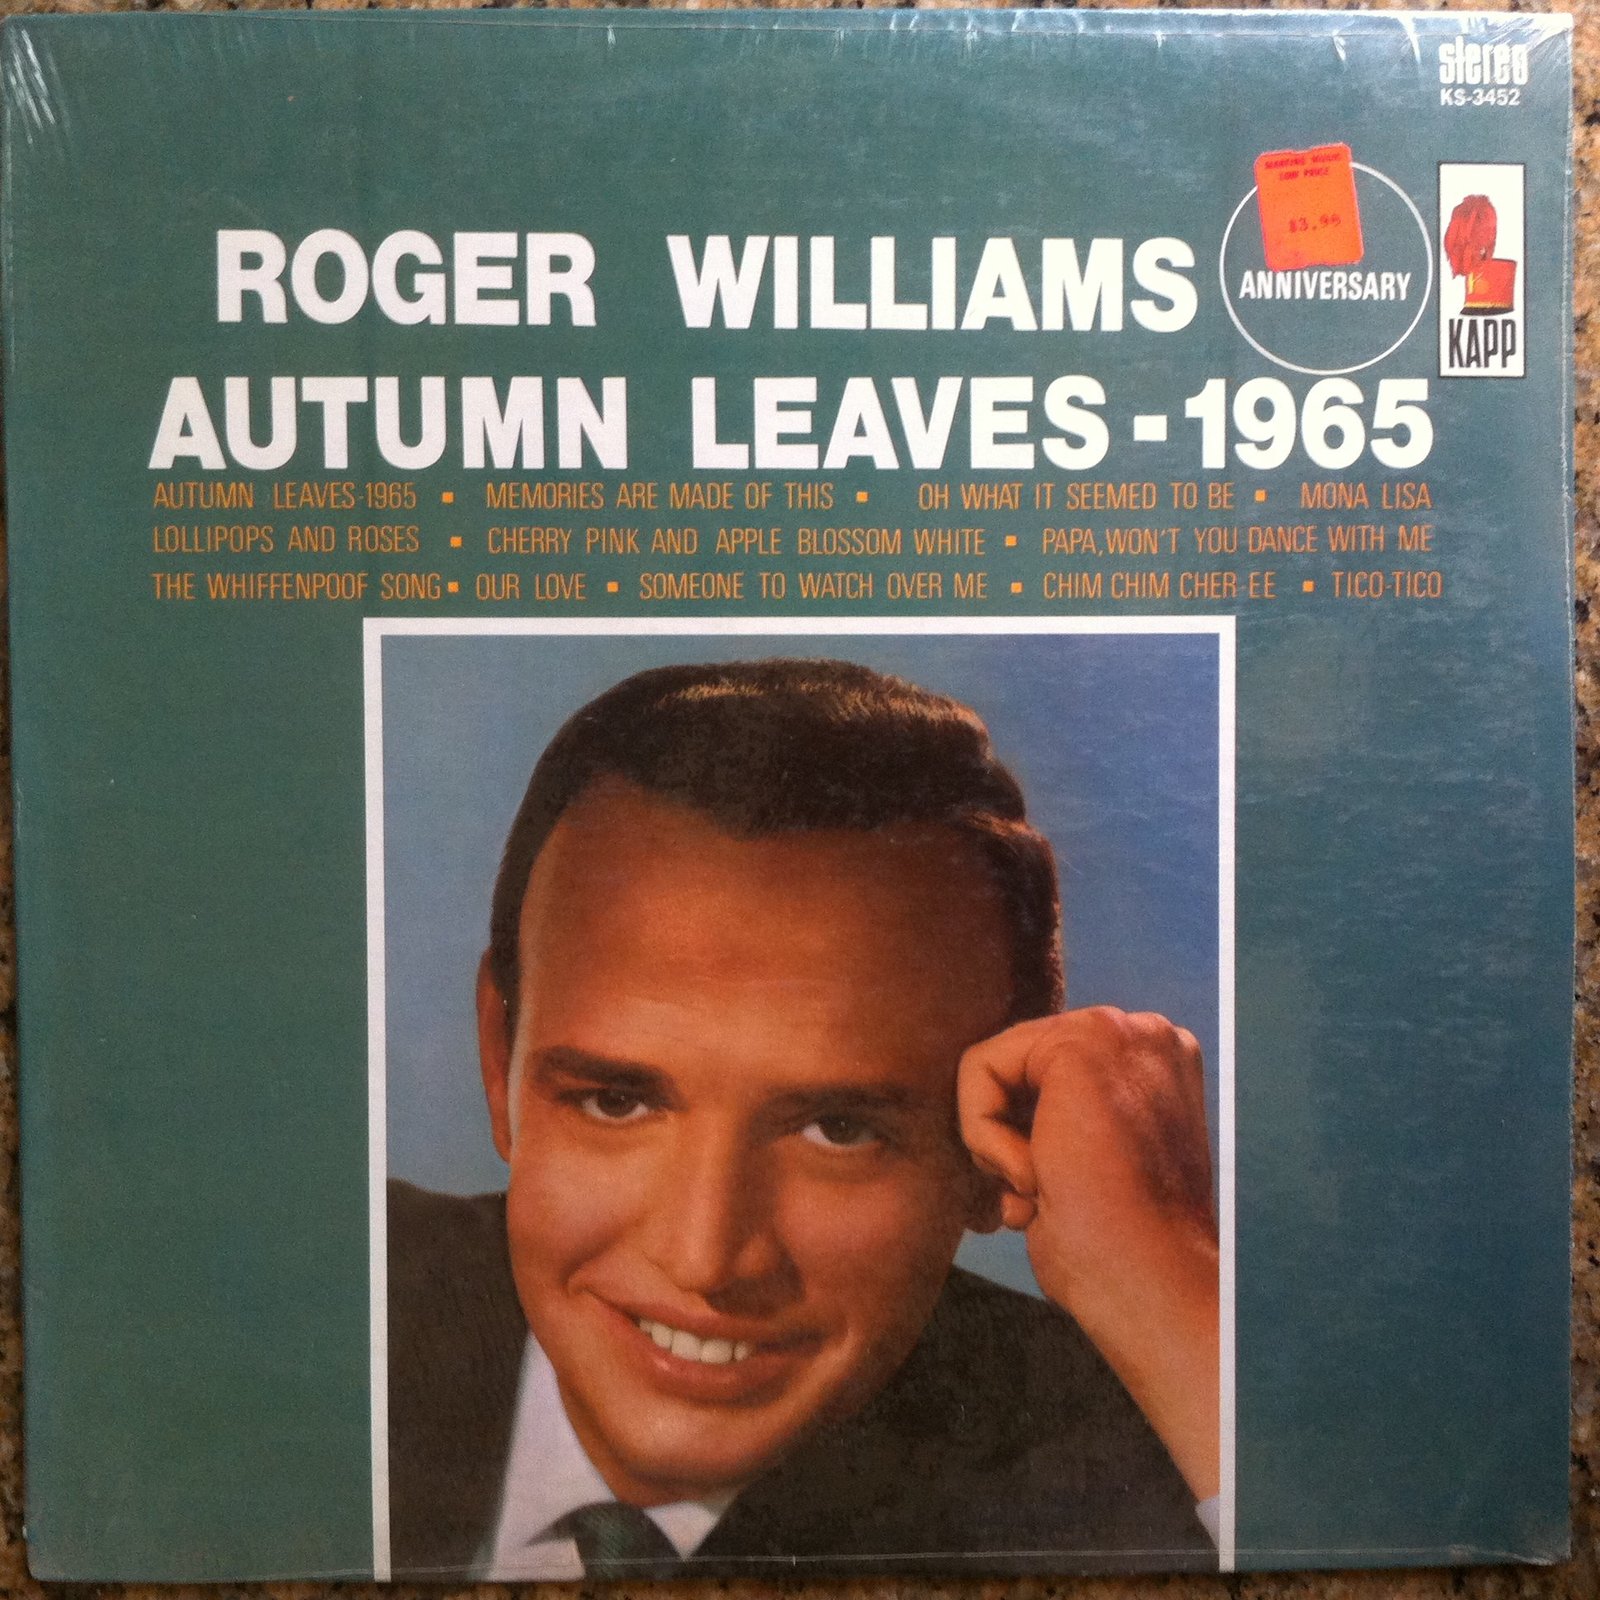 stereo
KS-3452
LOW PRICE
$3.96
ANNIVERSARY
KAPP
ROGER WILLIAMS
AUTUMN LEAVES-1965
AUTUMN LEAVES-1965 ▪ MEMORIES ARE MADE OF THIS ▪ OH WHAT IT SEEMED TO BE ▪ MONA LISA
LOLLIPOPS AND ROSES ▪ CHERRY PINK AND APPLE BLOSSOM WHITE ▪ PAPA, WON'T YOU DANCE WITH ME
THE WHIFFENPOOF SONG ▪ OUR LOVE ▪ SOMEONE TO WATCH OVER ME ▪ CHIM CHIM CHER-EE ▪ TICO-TICO